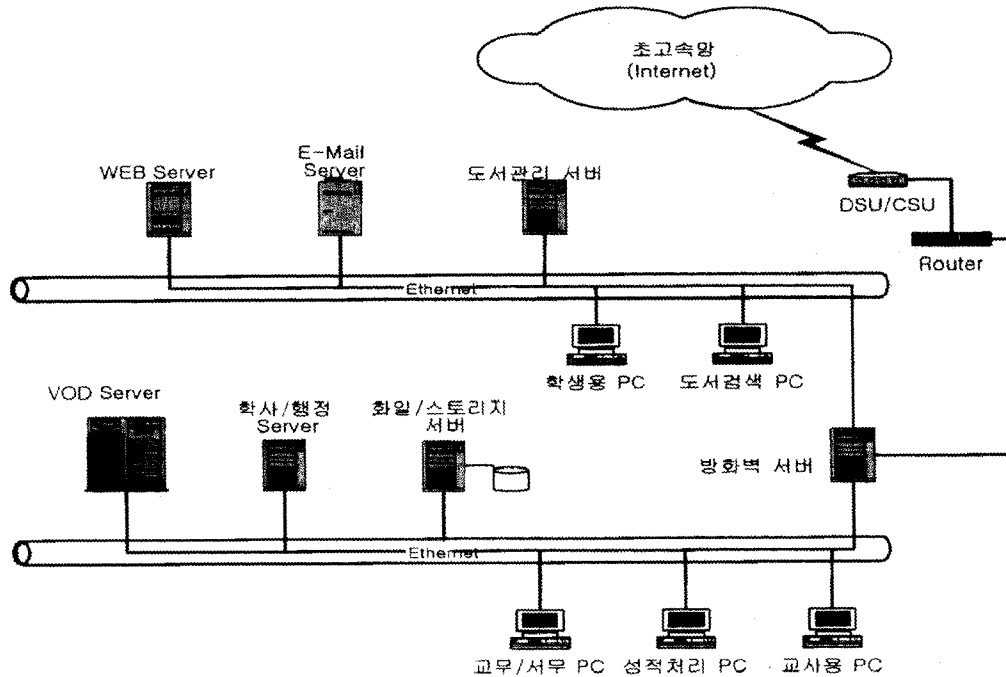 초고속망
(Internet)
WEB Server
E-Mail
Server
도서관리 서버
DSU/CSU
Router
Ethernet
학생용 PC
도서검색 PC
VOD Server
학사/행정
Server
화일/스토리지
서버
방화벽 서버
Ethernet
교무/서무 PC
성적처리 PC
교사용 PC